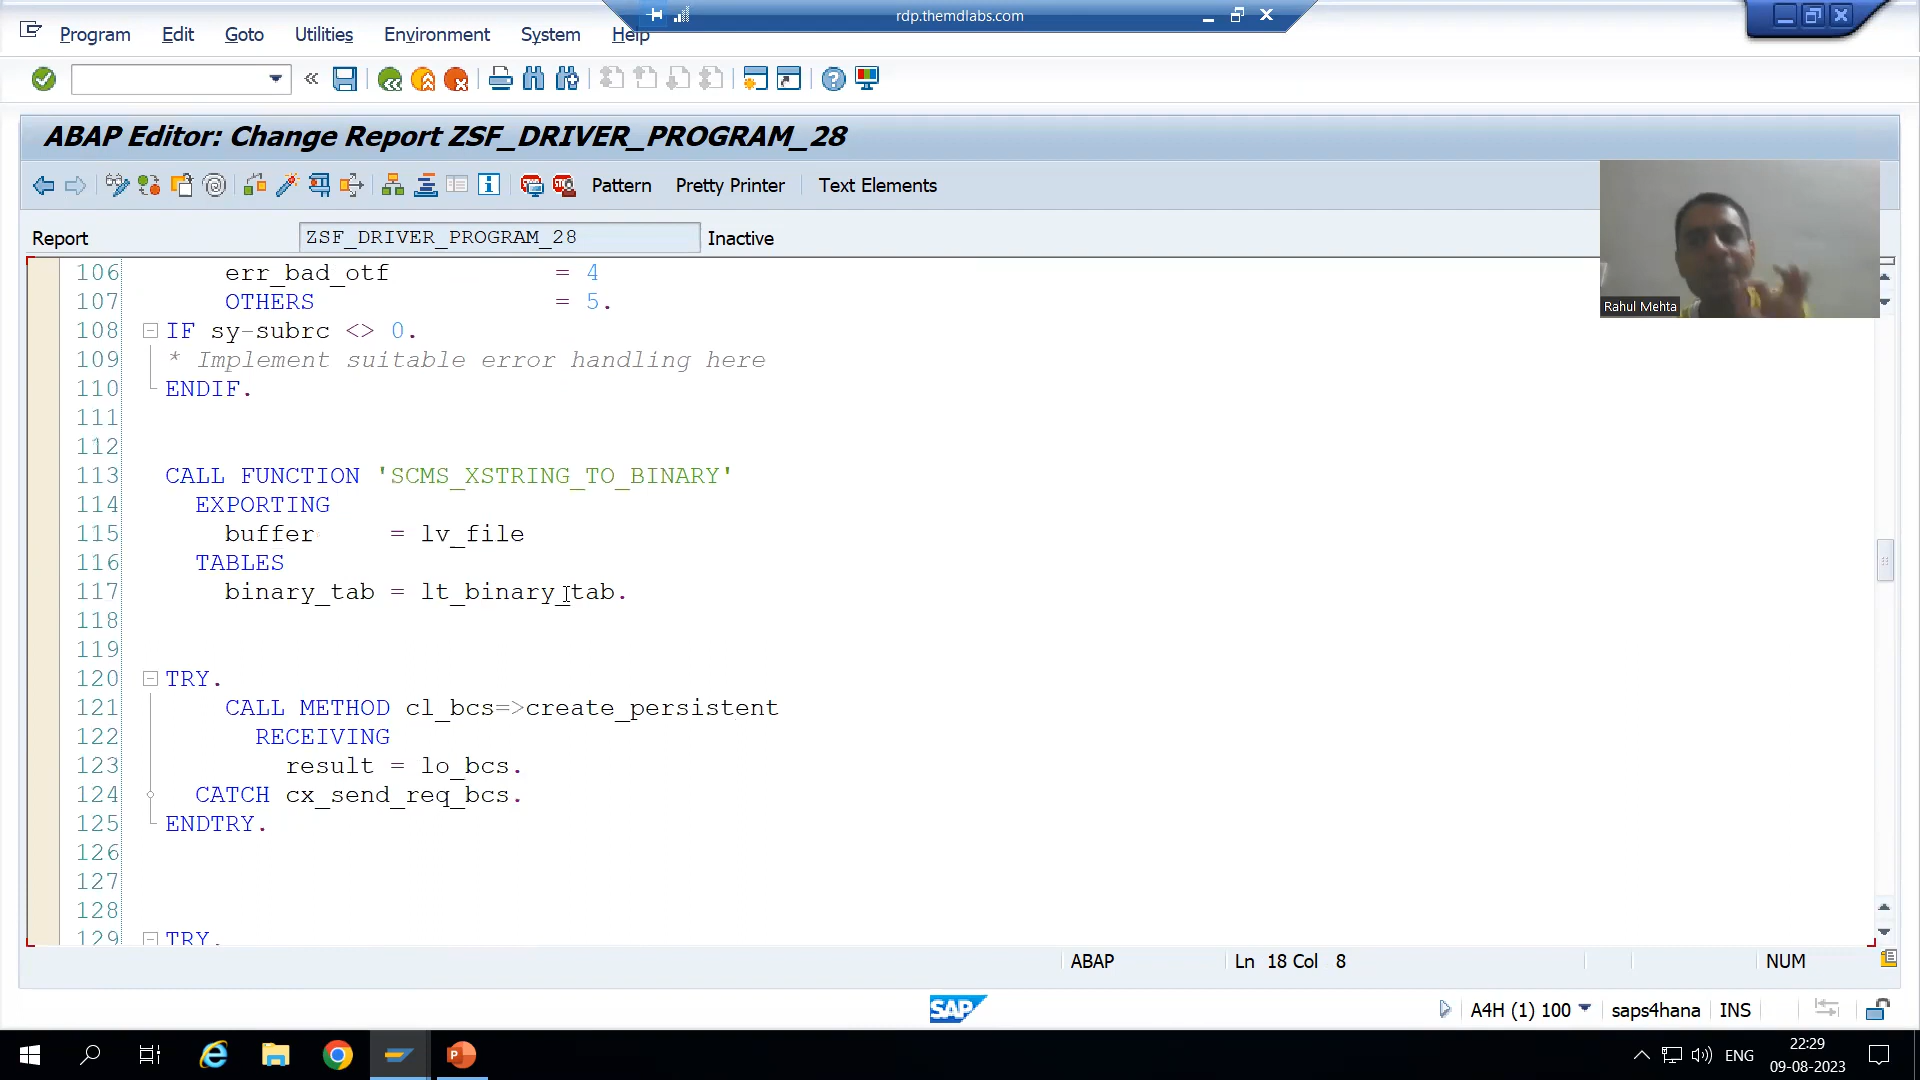 rdp.themdlabs.com
Program Edit Goto Utilities Environment System Help
ABAP Editor: Change Report ZSF_DRIVER_PROGRAM_28
Pattern Pretty Printer Text Elements
Report ZSF_DRIVER_PROGRAM_28 Inactive
Rahul Mehta
106 err_bad_otf = 4
107 OTHERS = 5.
108 IF sy-subrc <> 0.
109 * Implement suitable error handling here
110 ENDIF.
111
112
113 CALL FUNCTION 'SCMS_XSTRING_TO_BINARY'
114 EXPORTING
115 buffer = lv_file
116 TABLES
117 binary_tab = lt_binary_tab.
118
119
120 TRY.
121 CALL METHOD cl_bcs=>create_persistent
122 RECEIVING
123 result = lo_bcs.
124 CATCH cx_send_req_bcs.
125 ENDTRY.
126
127
128
129 TRY.
ABAP Ln 18 Col 8 NUM
SAP A4H (1) 100 saps4hana INS
ENG 22:29
09-08-2023